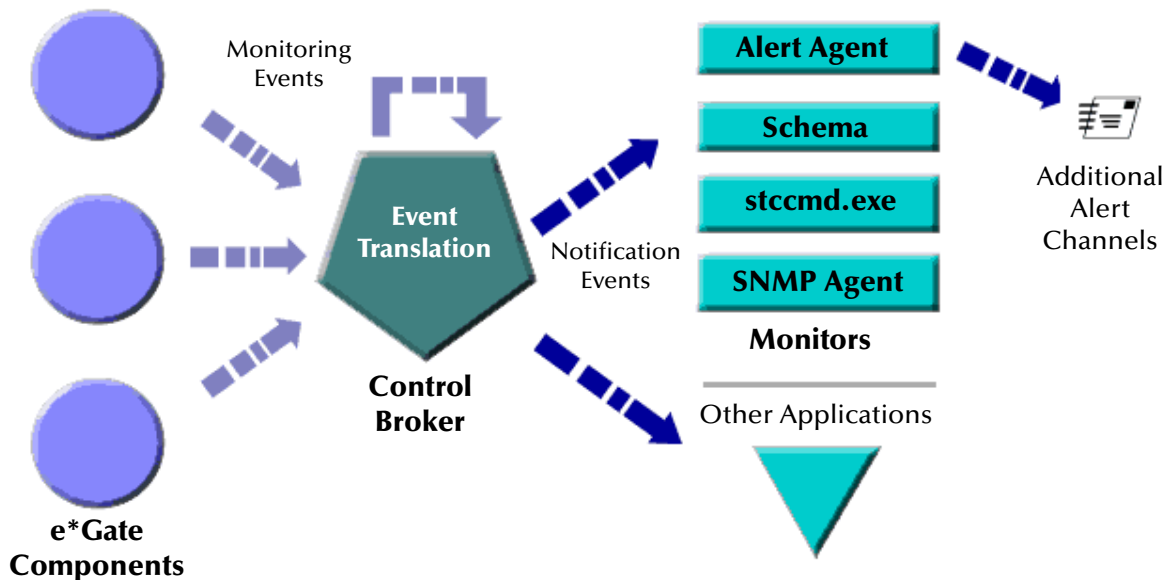 Monitoring
Events
Event
Translation
Control
Broker
e*Gate
Components
Notification
Events
Alert Agent
Schema
stccmd.exe
SNMP Agent
Monitors
Other Applications
Additional
Alert
Channels